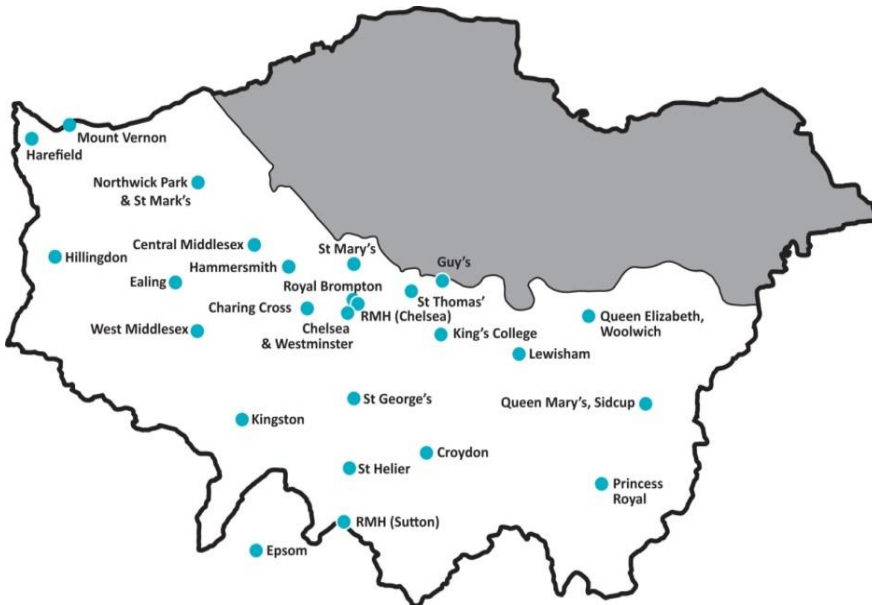 Mount Vernon
Harefield
Northwick Park
& St Mark's
Central Middlesex
St Mary's
Hillingdon
Hammersmith
Guy's
Ealing
Royal Brompton
St Thomas'
Charing Cross
RMH (Chelsea)
Queen Elizabeth,
Woolwich
West Middlesex
Chelsea
& Westminster
King's College
Lewisham
St George's
Queen Mary's, Sidcup
Kingston
Croydon
St Helier
Princess
Royal
RMH (Sutton)
Epsom